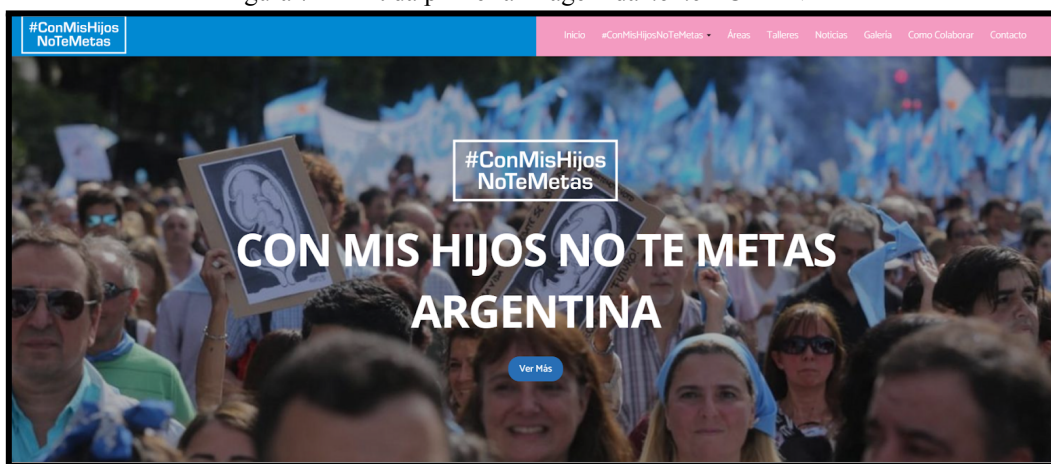 #ConMisHijos
NoTeMetas
Inicio #ConMisHijosNoTeMetas Áreas Talleres Noticias Galeria Como Colaborar Contacto
#ConMisHijos
NoTeMetas
CON MIS HIJOS NO TE METAS
ARGENTINA
Ver Más